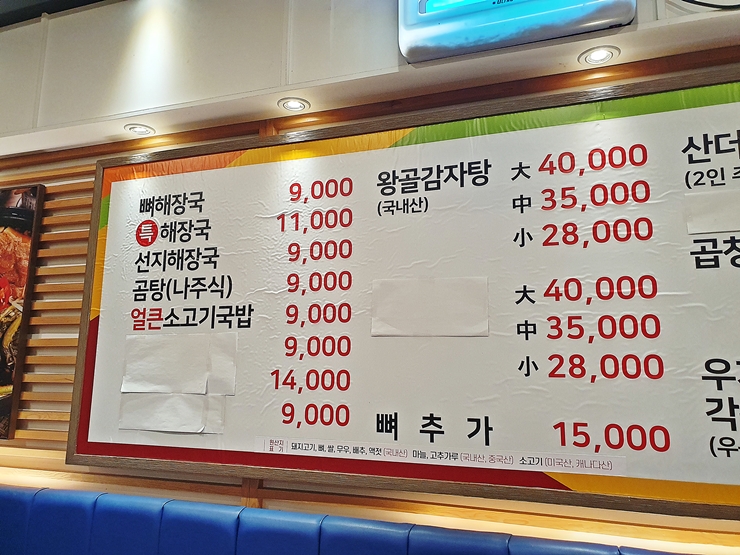 뼈해장국 9,000
특 해장국 11,000
선지해장국 9,000
곰탕(나주식) 9,000
얼큰소고기국밥 9,000
9,000
14,000
9,000
왕골감자탕 大 40,000
(국내산) 中 35,000
小 28,000
大 40,000
中 35,000
小 28,000
뼈 추가 15,000
산더
(2인 주
곱창
우
각
(우
원산지
표 기
돼지고기, 뼈, 쌀, 무우, 배추, 액젓 (국내산) 마늘, 고추가루 (국내산, 중국산) 소고기 (미국산, 캐나다산)